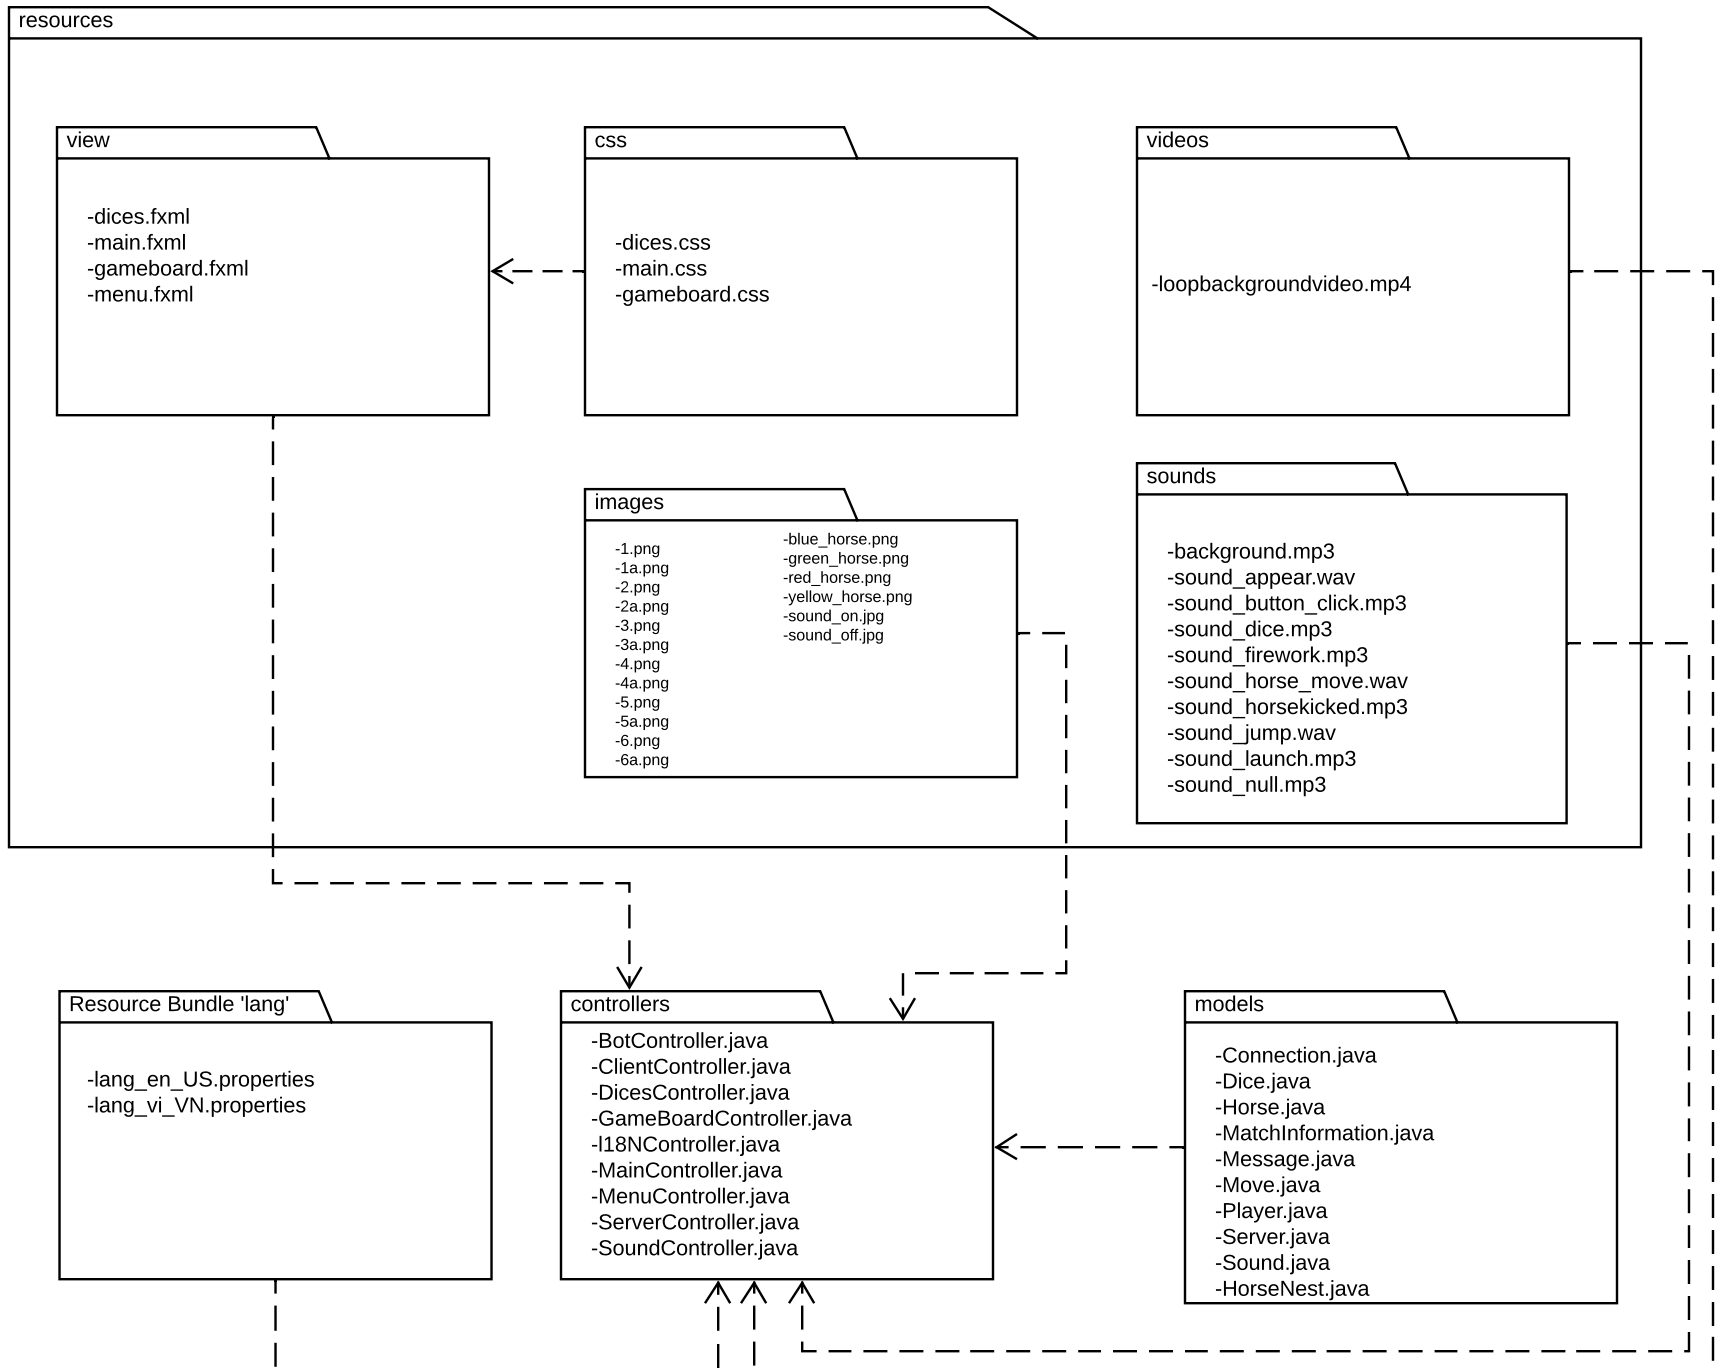 resources
view
-dices.fxml
-main.fxml
-gameboard.fxml
-menu.fxml
css
-dices.css
-main.css
-gameboard.css
videos
-loopbackgroundvideo.mp4
images
-1.png
-1a.png
-2.png
-2a.png
-3.png
-3a.png
-4.png
-4a.png
-5.png
-5a.png
-6.png
-6a.png
-blue_horse.png
-green_horse.png
-red_horse.png
-yellow_horse.png
-sound_on.jpg
-sound_off.jpg
sounds
-background.mp3
-sound_appear.wav
-sound_button_click.mp3
-sound_dice.mp3
-sound_firework.mp3
-sound_horse_move.wav
-sound_horsekicked.mp3
-sound_jump.wav
-sound_launch.mp3
-sound_null.mp3
Resource Bundle 'lang'
-lang_en_US.properties
-lang_vi_VN.properties
controllers
-BotController.java
-ClientController.java
-DicesController.java
-GameBoardController.java
-I18NController.java
-MainController.java
-MenuController.java
-ServerController.java
-SoundController.java
models
-Connection.java
-Dice.java
-Horse.java
-MatchInformation.java
-Message.java
-Move.java
-Player.java
-Server.java
-Sound.java
-HorseNest.java